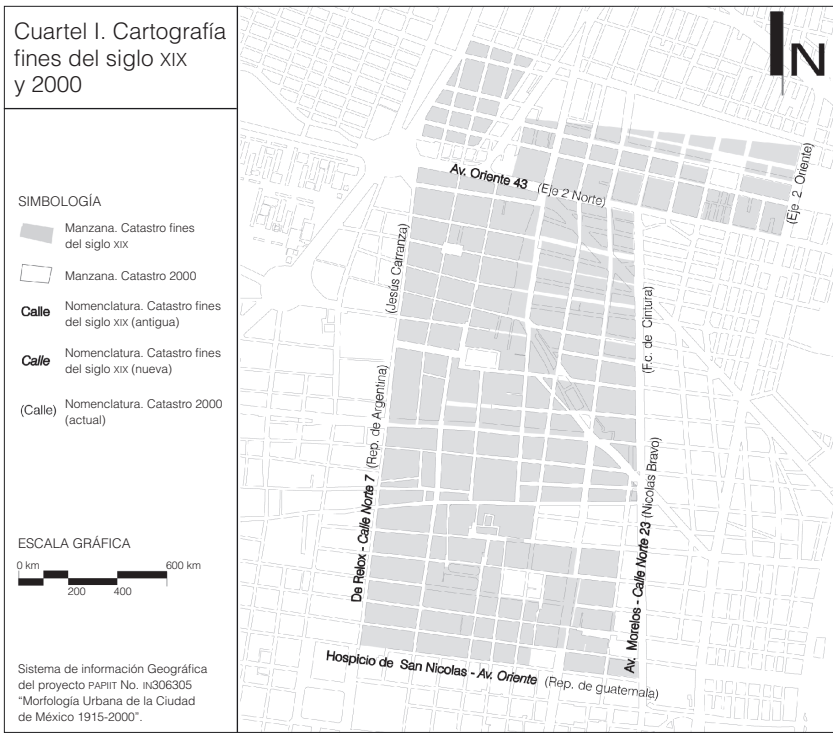 Cuartel I. Cartografía
fines del siglo XIX
y 2000
SIMBOLOGÍA
Manzana. Catastro fines
del siglo XIX
Manzana. Catastro 2000
Calle
Nomenclatura. Catastro fines
del siglo XIX (antigua)
Calle
Nomenclatura. Catastro fines
del siglo XIX (nueva)
(Calle)
Nomenclatura. Catastro 2000
(actual)
ESCALA GRÁFICA
0 km
600 km
200
400
Sistema de información Geográfica
del proyecto PAPIIT No. IN306305
“Morfología Urbana de la Ciudad
de México 1915-2000”.
N
Av. Oriente 43 (Eje 2 Norte)
(Eje 2 Oriente)
(Jesús Carranza)
(F.c. de Cintura)
De Relox - Calle Norte 7 (Rep. de Argentina)
Av. Morelos - Calle Norte 23 (Nicolas Bravo)
Hospicio de San Nicolas - Av. Oriente (Rep. de guatemala)